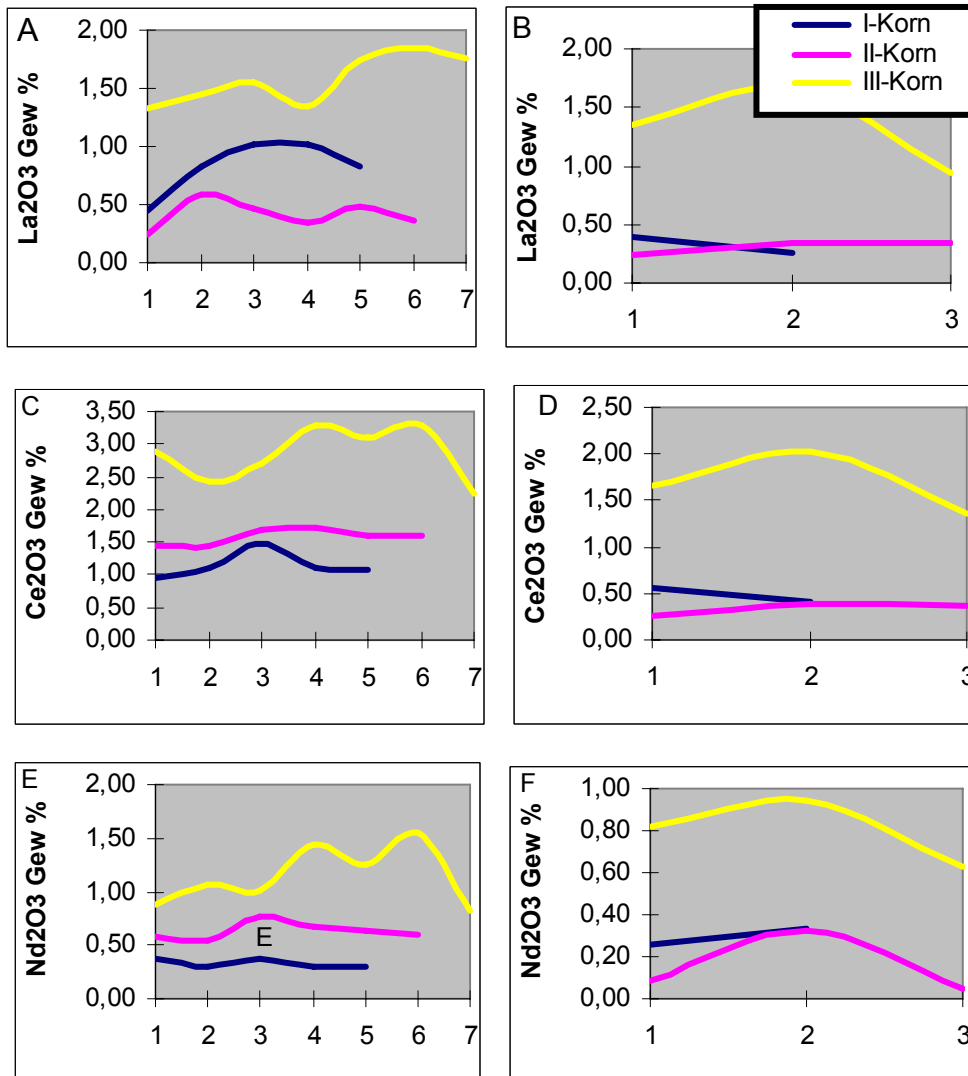 A
La2O3 Gew %
2,00
1,50
1,00
0,50
0,00
1 2 3 4 5 6 7
B
La2O3 Gew %
2,00
1,50
1,00
0,50
0,00
1 2 3
I-Korn
II-Korn
III-Korn
C
Ce2O3 Gew %
3,50
3,00
2,50
2,00
1,50
1,00
0,50
0,00
1 2 3 4 5 6 7
D
Ce2O3 Gew %
2,50
2,00
1,50
1,00
0,50
0,00
1 2 3
E
Nd2O3 Gew %
2,00
1,50
1,00
0,50
0,00
E
1 2 3 4 5 6 7
F
Nd2O3 Gew %
1,00
0,80
0,60
0,40
0,20
0,00
1 2 3